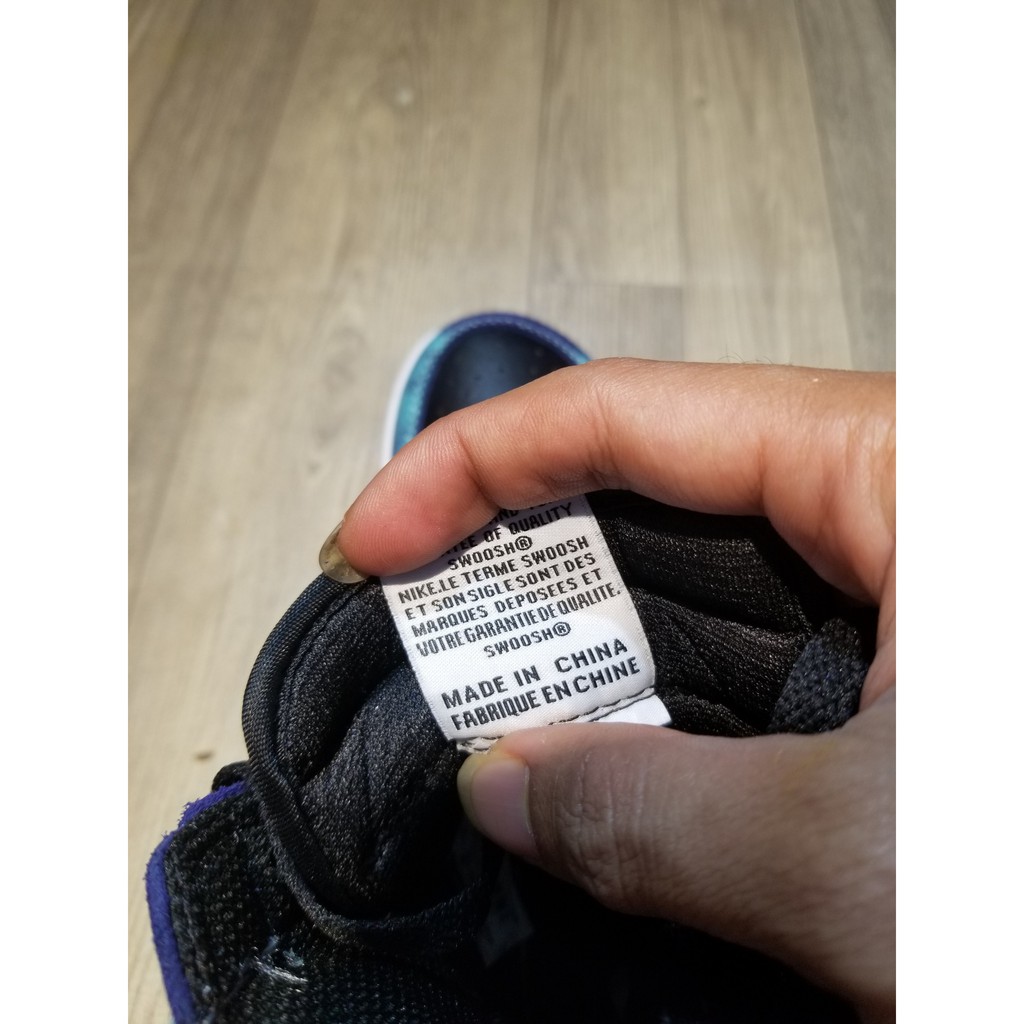 OF QUALITY
SWOOSH®
NIKE.LE TERME SWOOSH
ET SON SIGLE SONT DES
MARQUES DEPOSEES ET
VOTRE GARANTIE DE QUALITE.
SWOOSH®
MADE IN CHINA
FABRIQUE EN CHINE